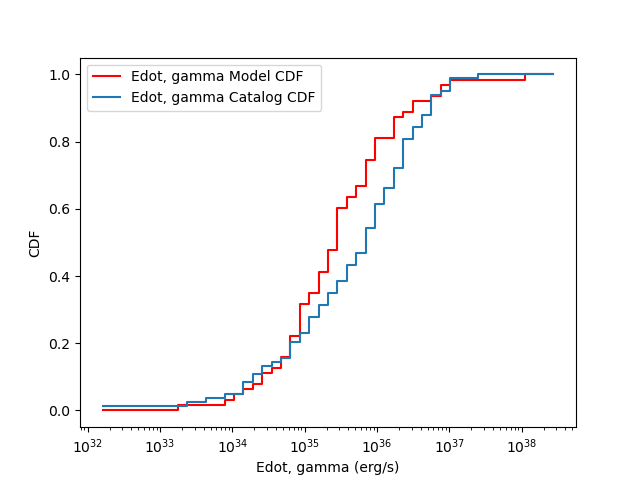 Edot, gamma Model CDF
Edot, gamma Catalog CDF
CDF
1.0
0.8
0.6
0.4
0.2
0.0
10^32 10^33 10^34 10^35 10^36 10^37 10^38
Edot, gamma (erg/s)